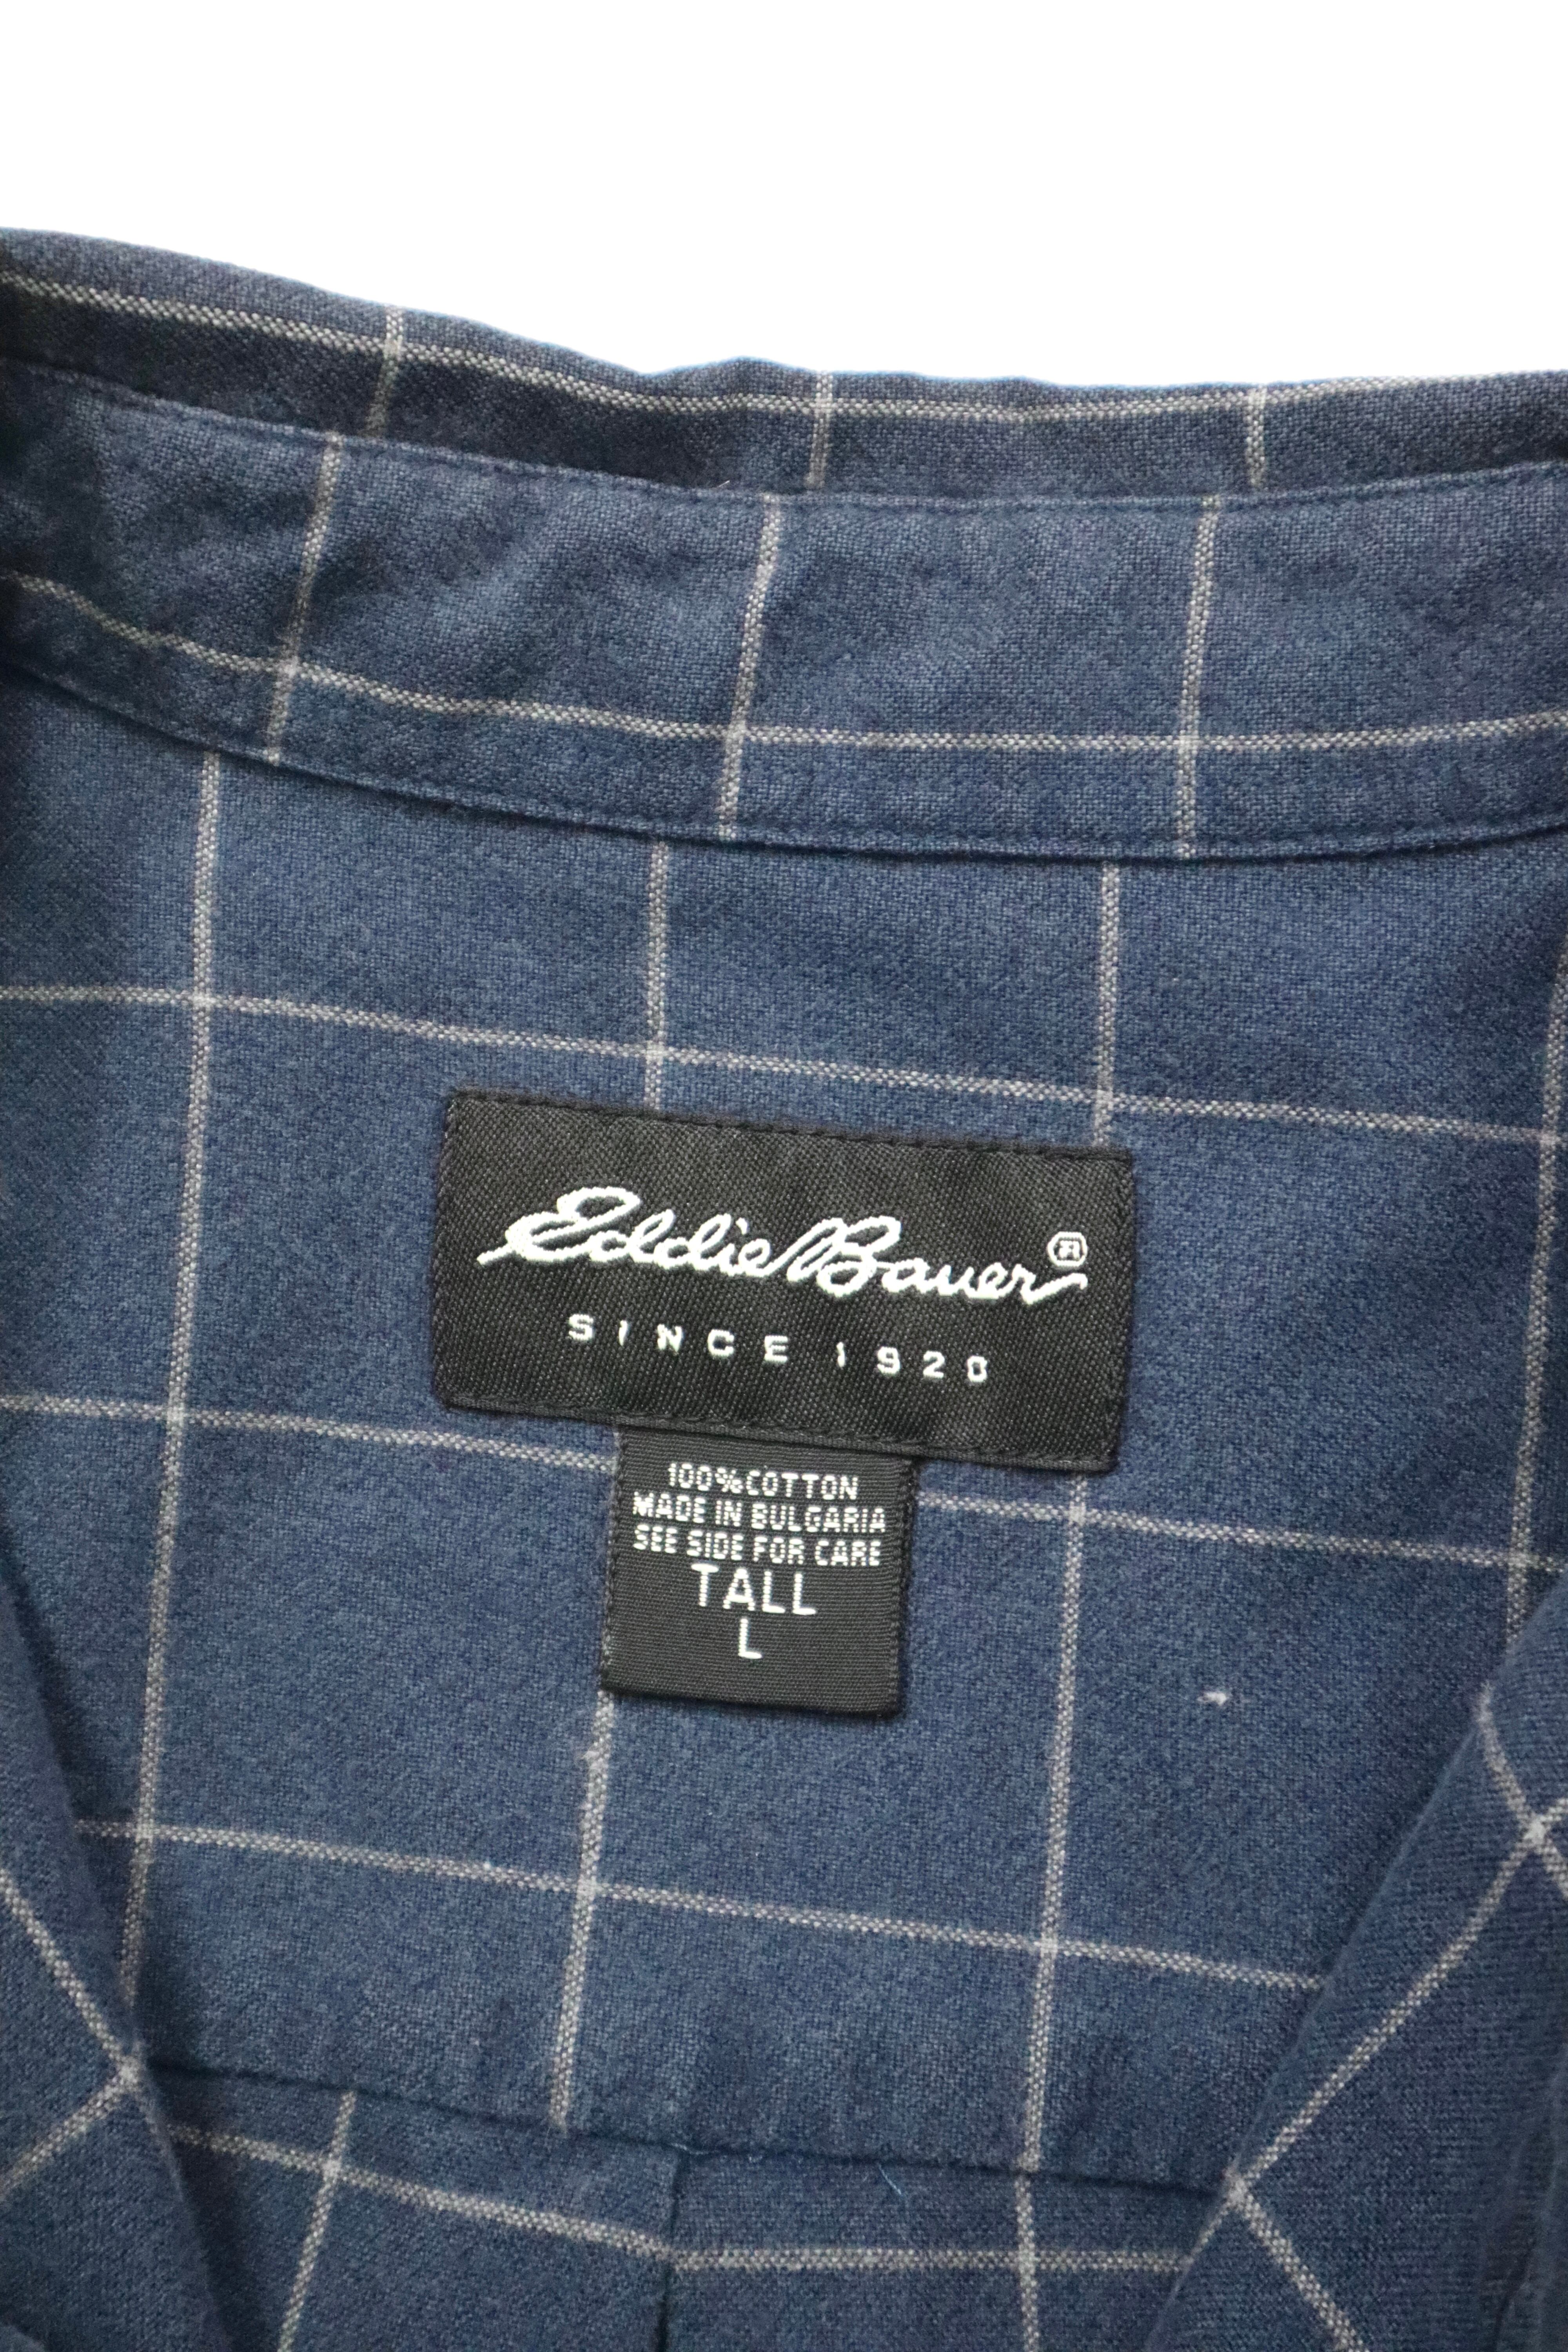 Eddie Bauer®
SINCE 1920
100% COTTON
MADE IN BULGARIA
SEE SIDE FOR CARE
TALL
L